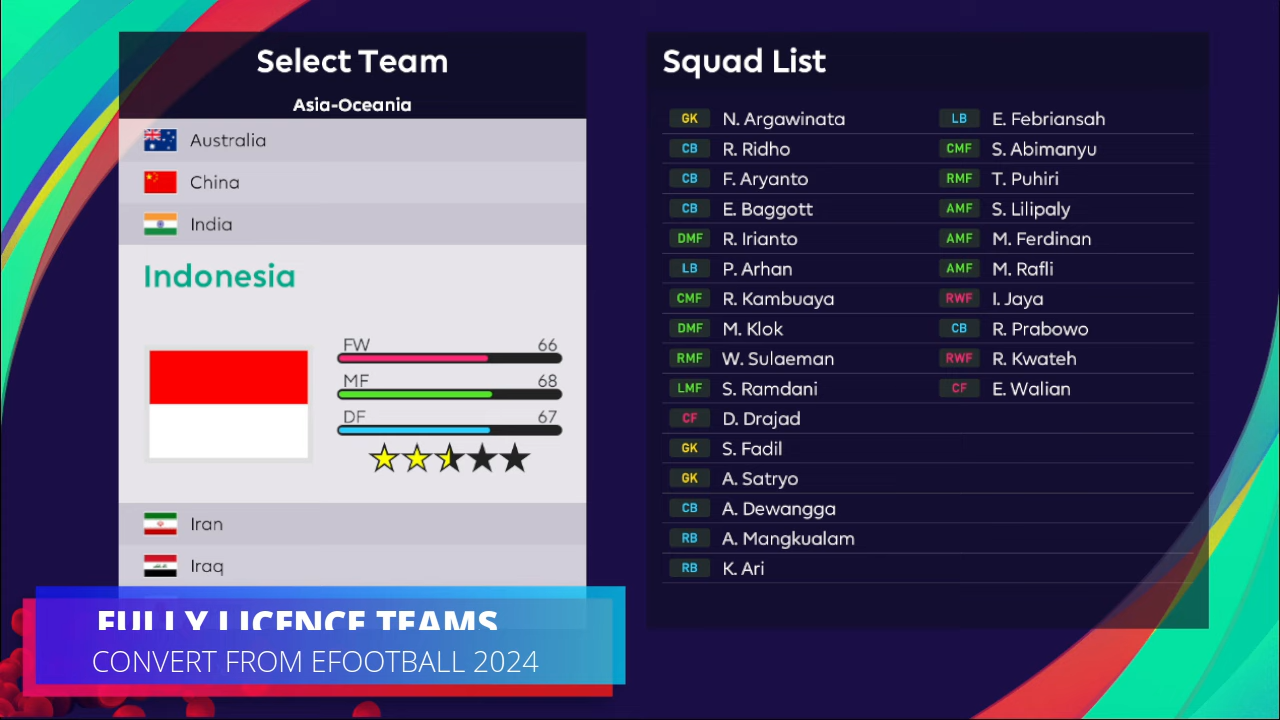 Select Team
Asia-Oceania
Australia
China
India
Indonesia
FW 66
MF 68
DF 67
Iran
Iraq
Squad List
GK N. Argawinata
CB R. Ridho
CB F. Aryanto
CB E. Baggott
DMF R. Irianto
LB P. Arhan
CMF R. Kambuaya
DMF M. Klok
RMF W. Sulaeman
LMF S. Ramdani
CF D. Drajad
GK S. Fadil
GK A. Satryo
CB A. Dewangga
RB A. Mangkualam
RB K. Ari
LB E. Febriansah
CMF S. Abimanyu
RMF T. Puhiri
AMF S. Lilipaly
AMF M. Ferdinan
AMF M. Rafli
RWF I. Jaya
CB R. Prabowo
RWF R. Kwateh
CF E. Walian
FULLY LICENCE TEAMS
CONVERT FROM EFOOTBALL 2024